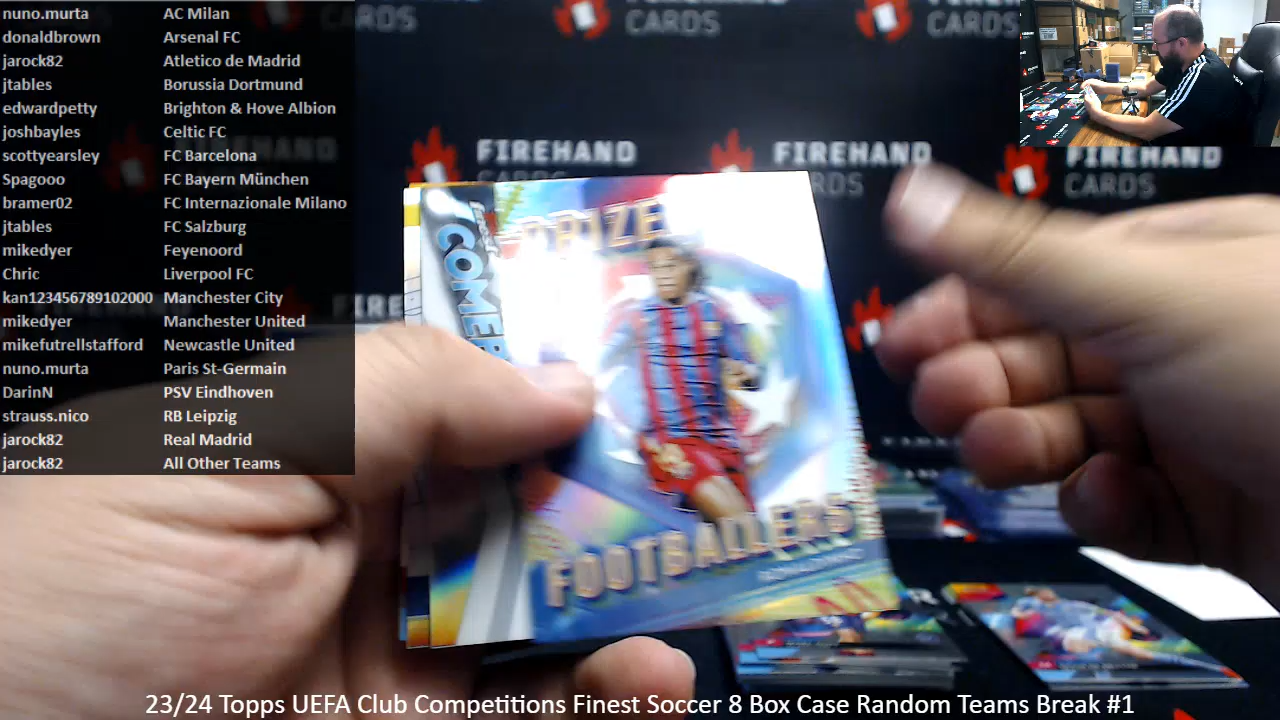 nuno.murta AC Milan
donaldbrown Arsenal FC
jarock82 Atletico de Madrid
jtables Borussia Dortmund
edwardpetty Brighton & Hove Albion
joshbayles Celtic FC
scottyearsley FC Barcelona
Spagooo FC Bayern München
bramer02 FC Internazionale Milano
jtables FC Salzburg
mikedyer Feyenoord
Chric Liverpool FC
kan123456789102000 Manchester City
mikedyer Manchester United
mikefutrellstafford Newcastle United
nuno.murta Paris St-Germain
DarinN PSV Eindhoven
strauss.nico RB Leipzig
jarock82 Real Madrid
jarock82 All Other Teams
CARDS
CARDS
CARDS
FIREHAND
FIREHAND
FIREHAND
CARDS
CARDS
PRIZE
FOOTBALLERS
23/24 Topps UEFA Club Competitions Finest Soccer 8 Box Case Random Teams Break #1